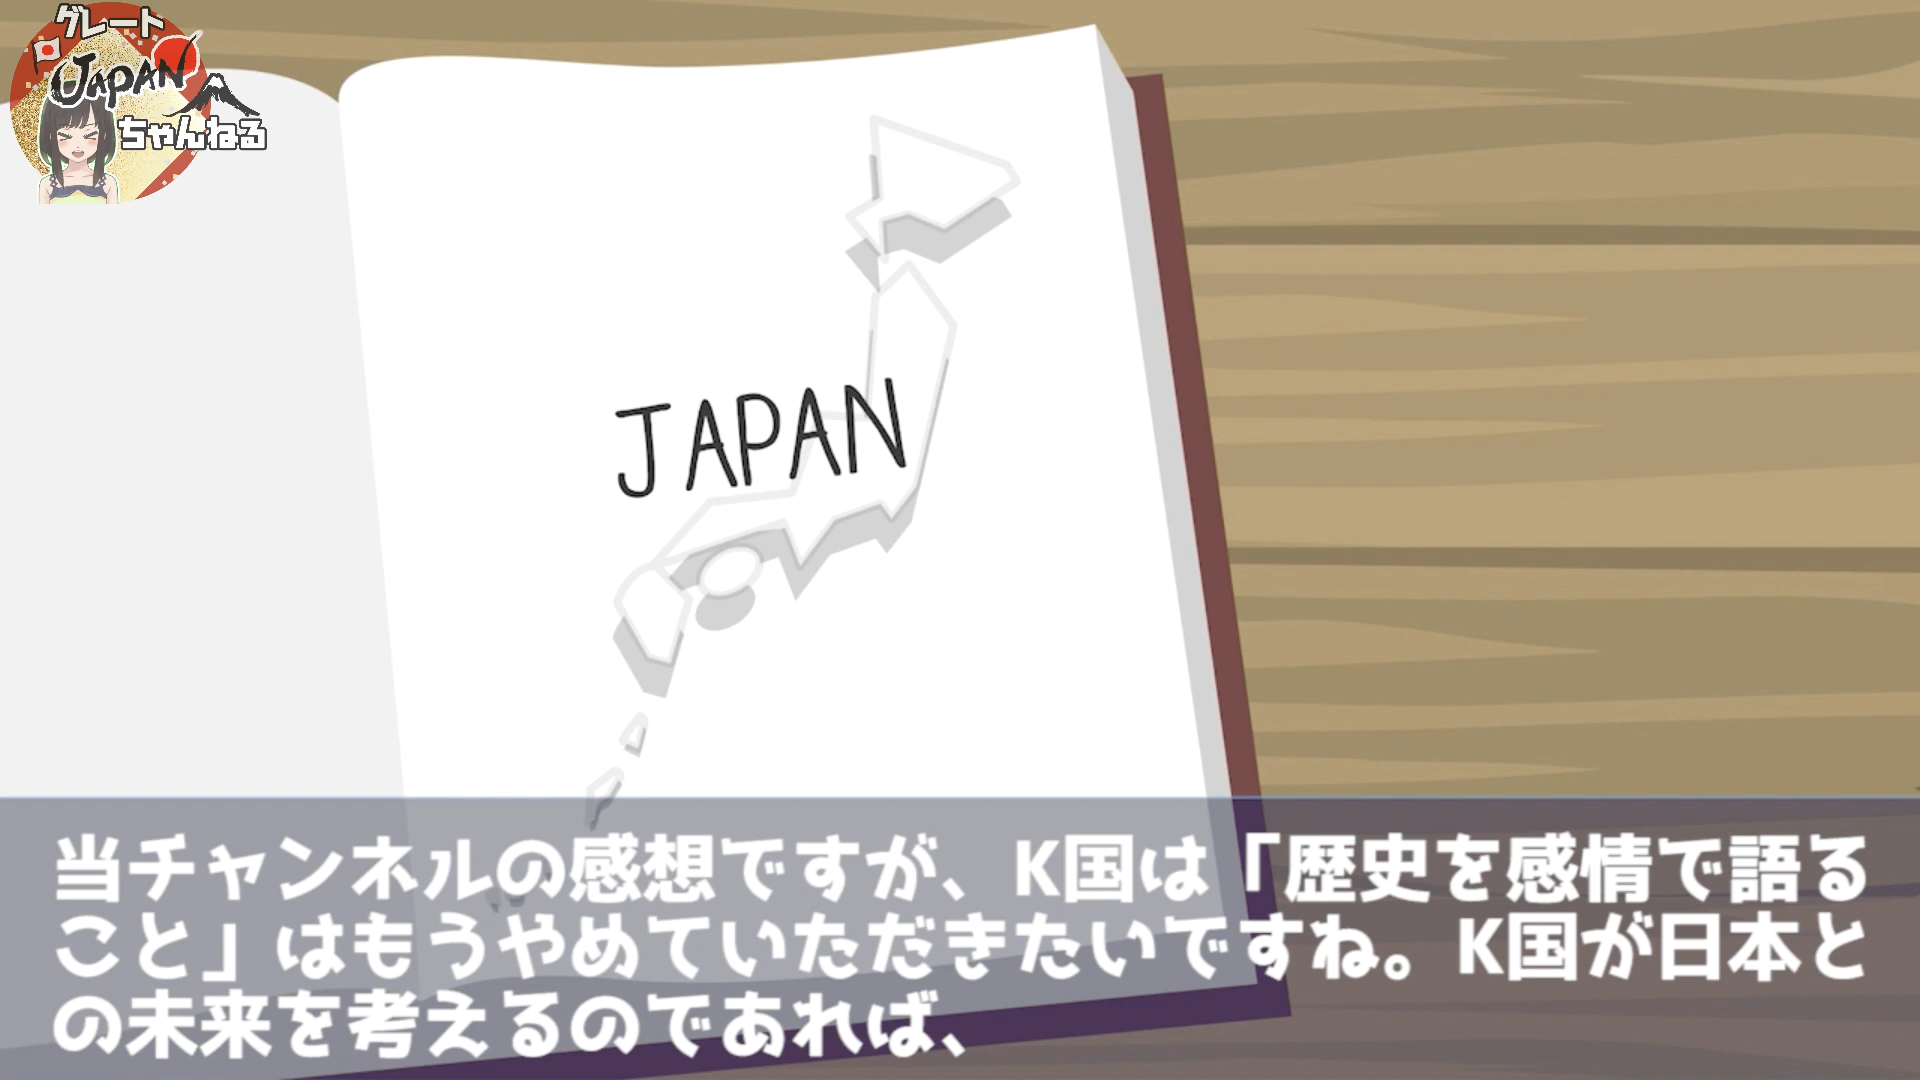 グレート
JAPAN
ちゃんねる
JAPAN
当チャンネルの感想ですが、K国は「歴史を感情で語る
こと」はもうやめていただきたいですね。K国が日本と
の未来を考えるのであれば、